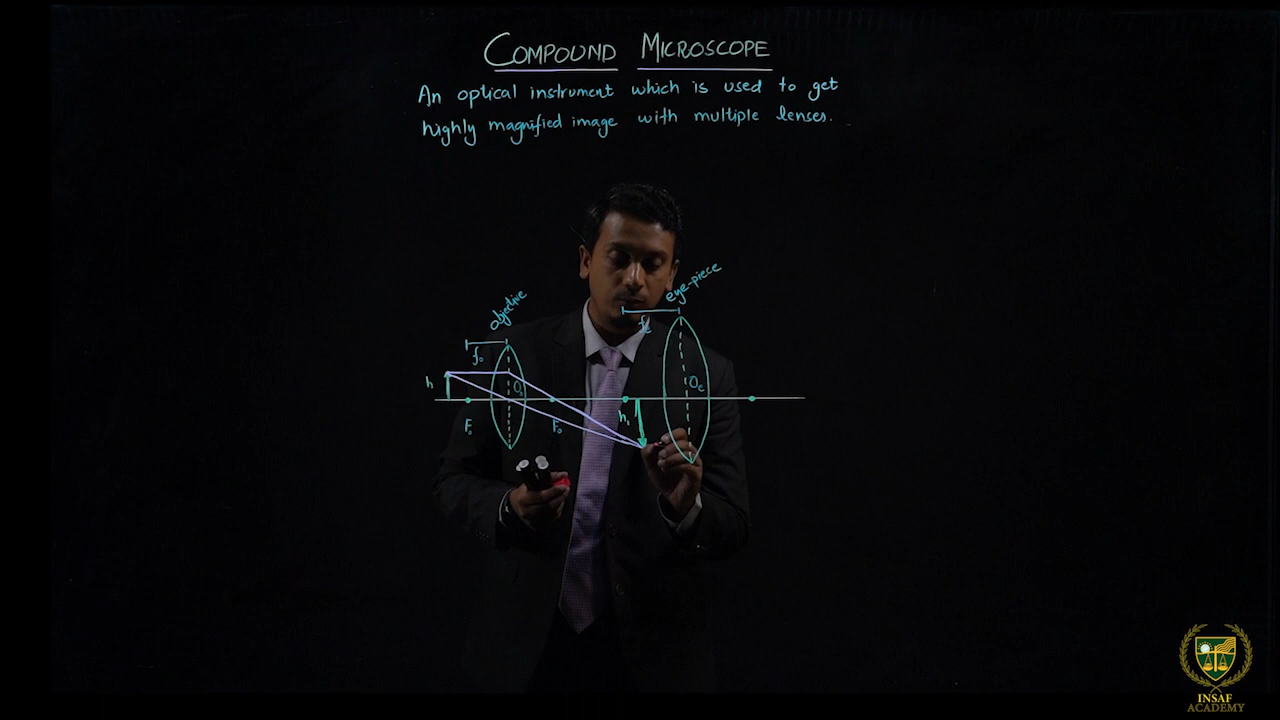 COMPOUND MICROSCOPE
An optical instrument which is used to get
highly magnified image with multiple lenses.
eye-piece
objective
fe
fo
h
O
Oe
h1
Fo
Fo
INSAF
ACADEMY